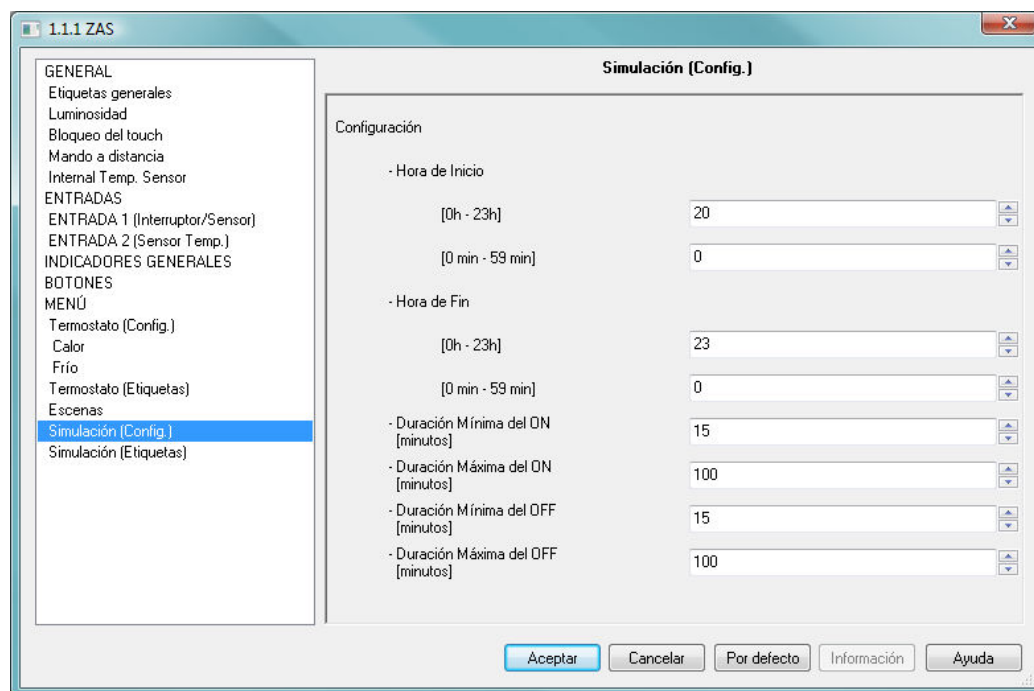 1.1.1 ZAS
GENERAL
Etiquetas generales
Luminosidad
Bloqueo del touch
Mando a distancia
Internal Temp. Sensor
ENTRADAS
ENTRADA 1 (Interruptor/Sensor)
ENTRADA 2 (Sensor Temp.)
INDICADORES GENERALES
BOTONES
MENÚ
Termostato (Config.)
Calor
Frío
Termostato (Etiquetas)
Escenas
Simulación (Config.)
Simulación (Etiquetas)
Simulación (Config.)
Configuración
- Hora de Inicio
[0h - 23h] 20
[0 min - 59 min] 0
- Hora de Fin
[0h - 23h] 23
[0 min - 59 min] 0
- Duración Mínima del ON
[minutos] 15
- Duración Máxima del ON
[minutos] 100
- Duración Mínima del OFF
[minutos] 15
- Duración Máxima del OFF
[minutos] 100
Aceptar Cancelar Por defecto Información Ayuda